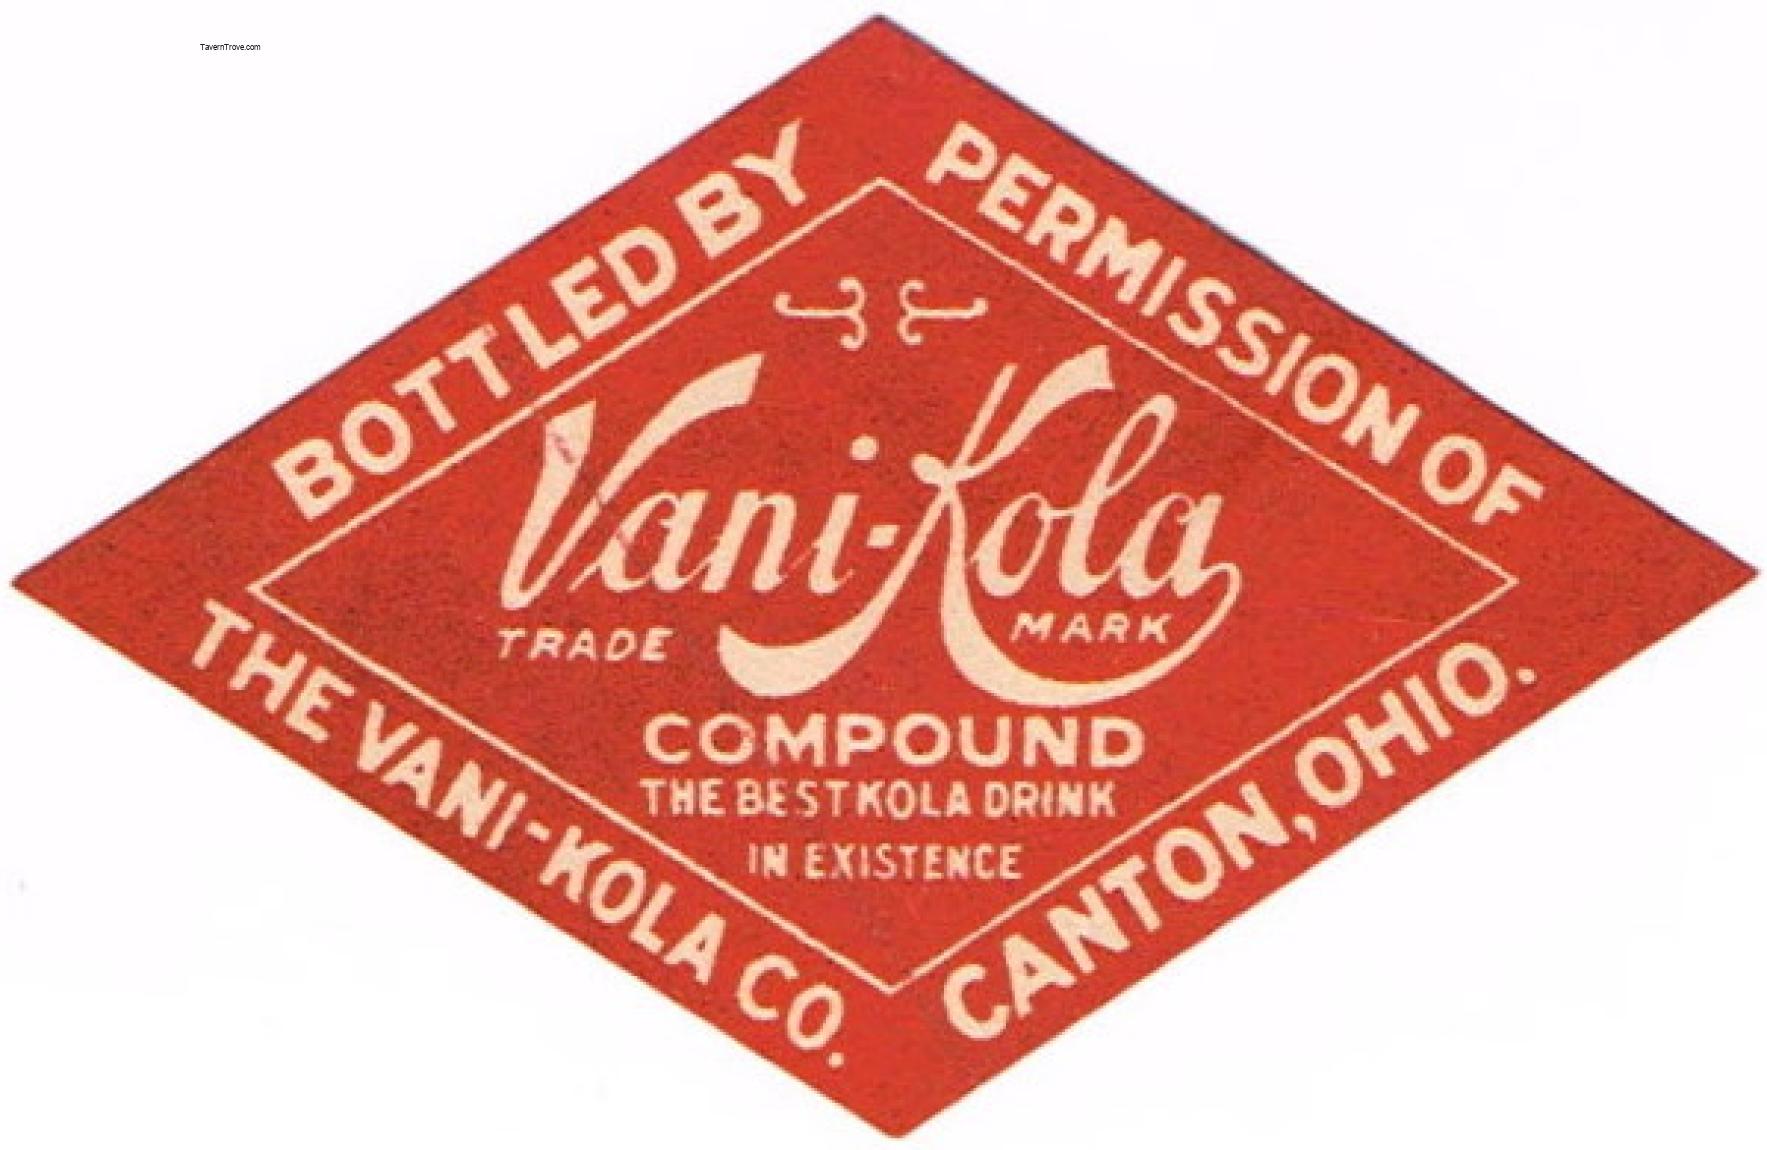 TavernTrove.com
BOTTLED BY
PERMISSION OF
THE VANI-KOLA CO.
CANTON, OHIO.
Vani-Kola
TRADE MARK
COMPOUND
THE BEST KOLA DRINK
IN EXISTENCE